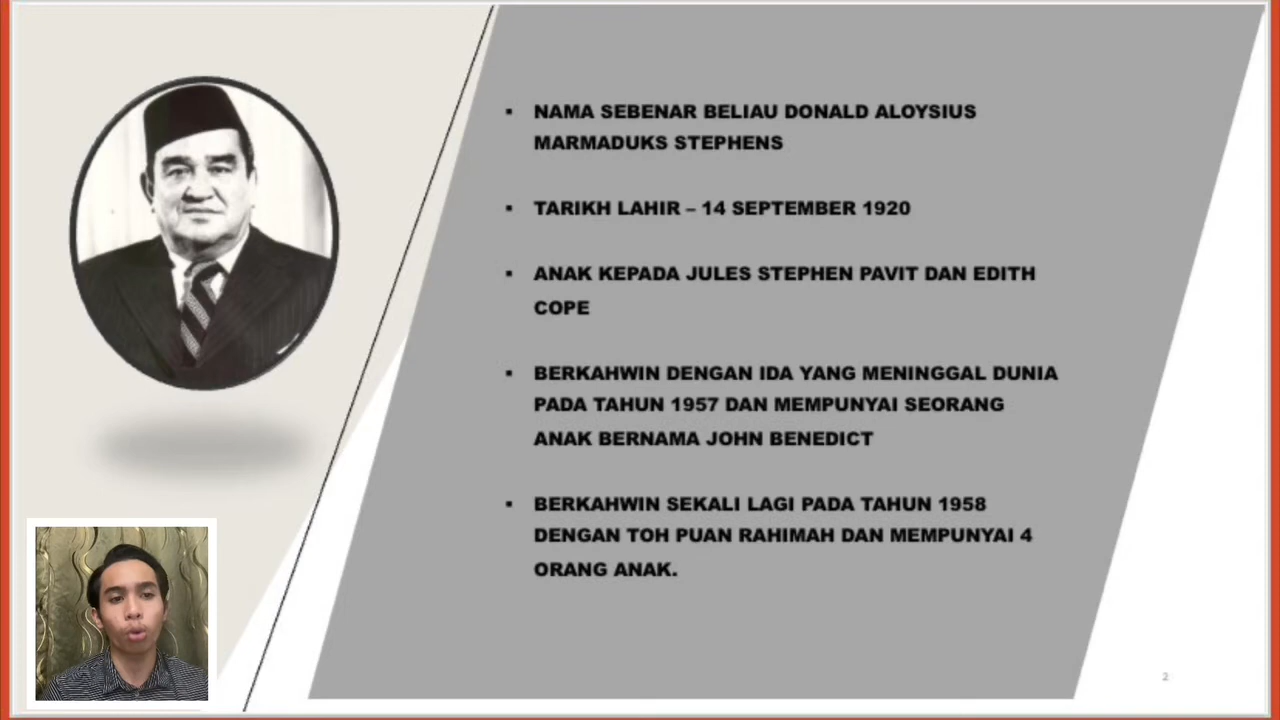 ▪ NAMA SEBENAR BELIAU DONALD ALOYSIUS
MARMADUKS STEPHENS
▪ TARIKH LAHIR – 14 SEPTEMBER 1920
▪ ANAK KEPADA JULES STEPHEN PAVIT DAN EDITH
COPE
▪ BERKAHWIN DENGAN IDA YANG MENINGGAL DUNIA
PADA TAHUN 1957 DAN MEMPUNYAI SEORANG
ANAK BERNAMA JOHN BENEDICT
▪ BERKAHWIN SEKALI LAGI PADA TAHUN 1958
DENGAN TOH PUAN RAHIMAH DAN MEMPUNYAI 4
ORANG ANAK.
2